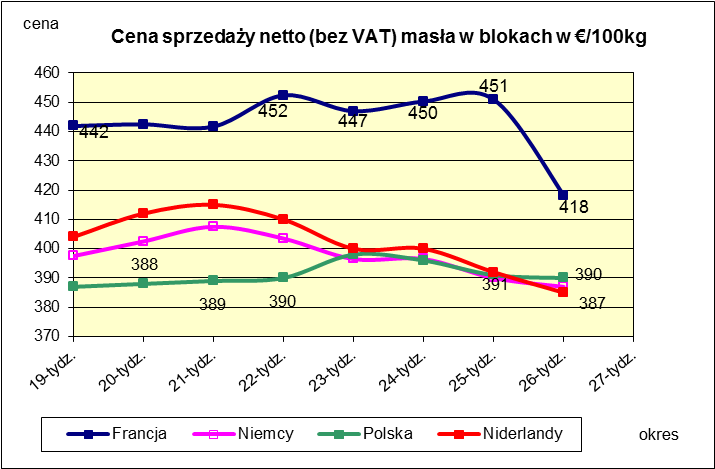 cena
Cena sprzedaży netto (bez VAT) masła w blokach w €/100kg
460
450
440
430
420
410
400
390
380
370
442
452
447
450
451
418
388
389
390
391
390
387
19-tydz.
20-tydz.
21-tydz.
22-tydz.
23-tydz.
24-tydz.
25-tydz.
26-tydz.
27-tydz.
Francja Niemcy Polska Niderlandy
okres